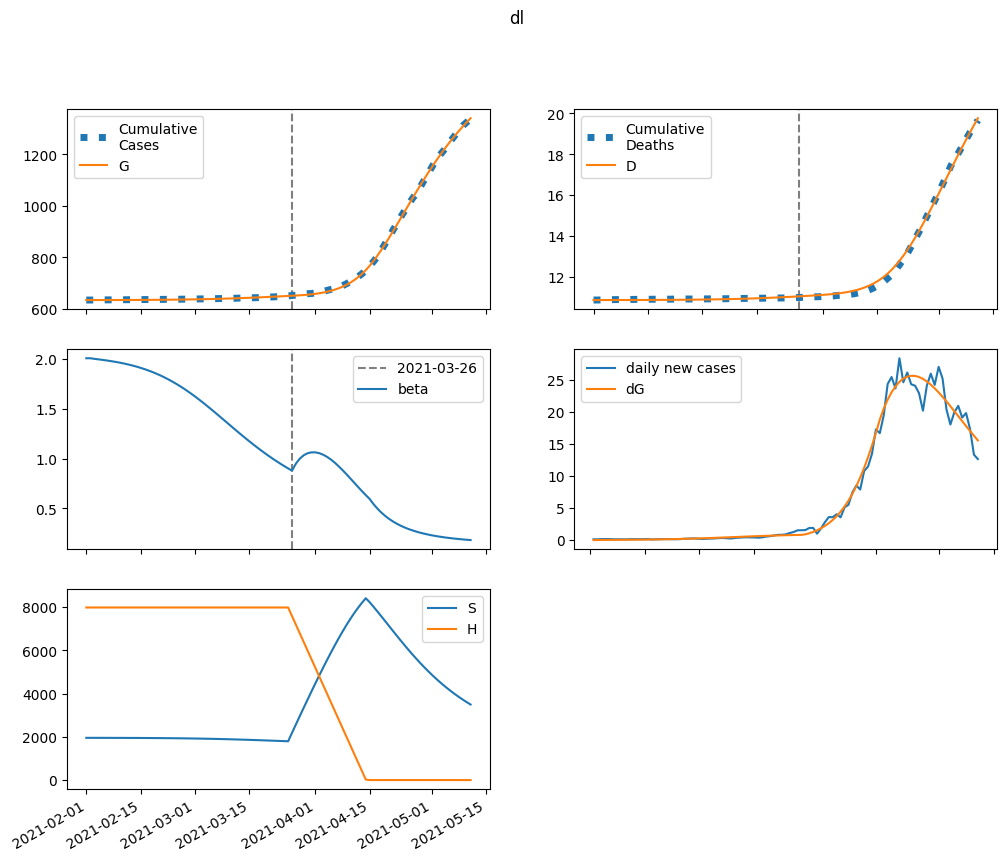 dl
Cumulative
Cases
G
1200
1000
800
600
Cumulative
Deaths
D
20
18
16
14
12
2021-03-26
beta
2.0
1.5
1.0
0.5
daily new cases
dG
25
20
15
10
5
0
S
H
8000
6000
4000
2000
0
2021-02-01
2021-02-15
2021-03-01
2021-03-15
2021-04-01
2021-04-15
2021-05-01
2021-05-15